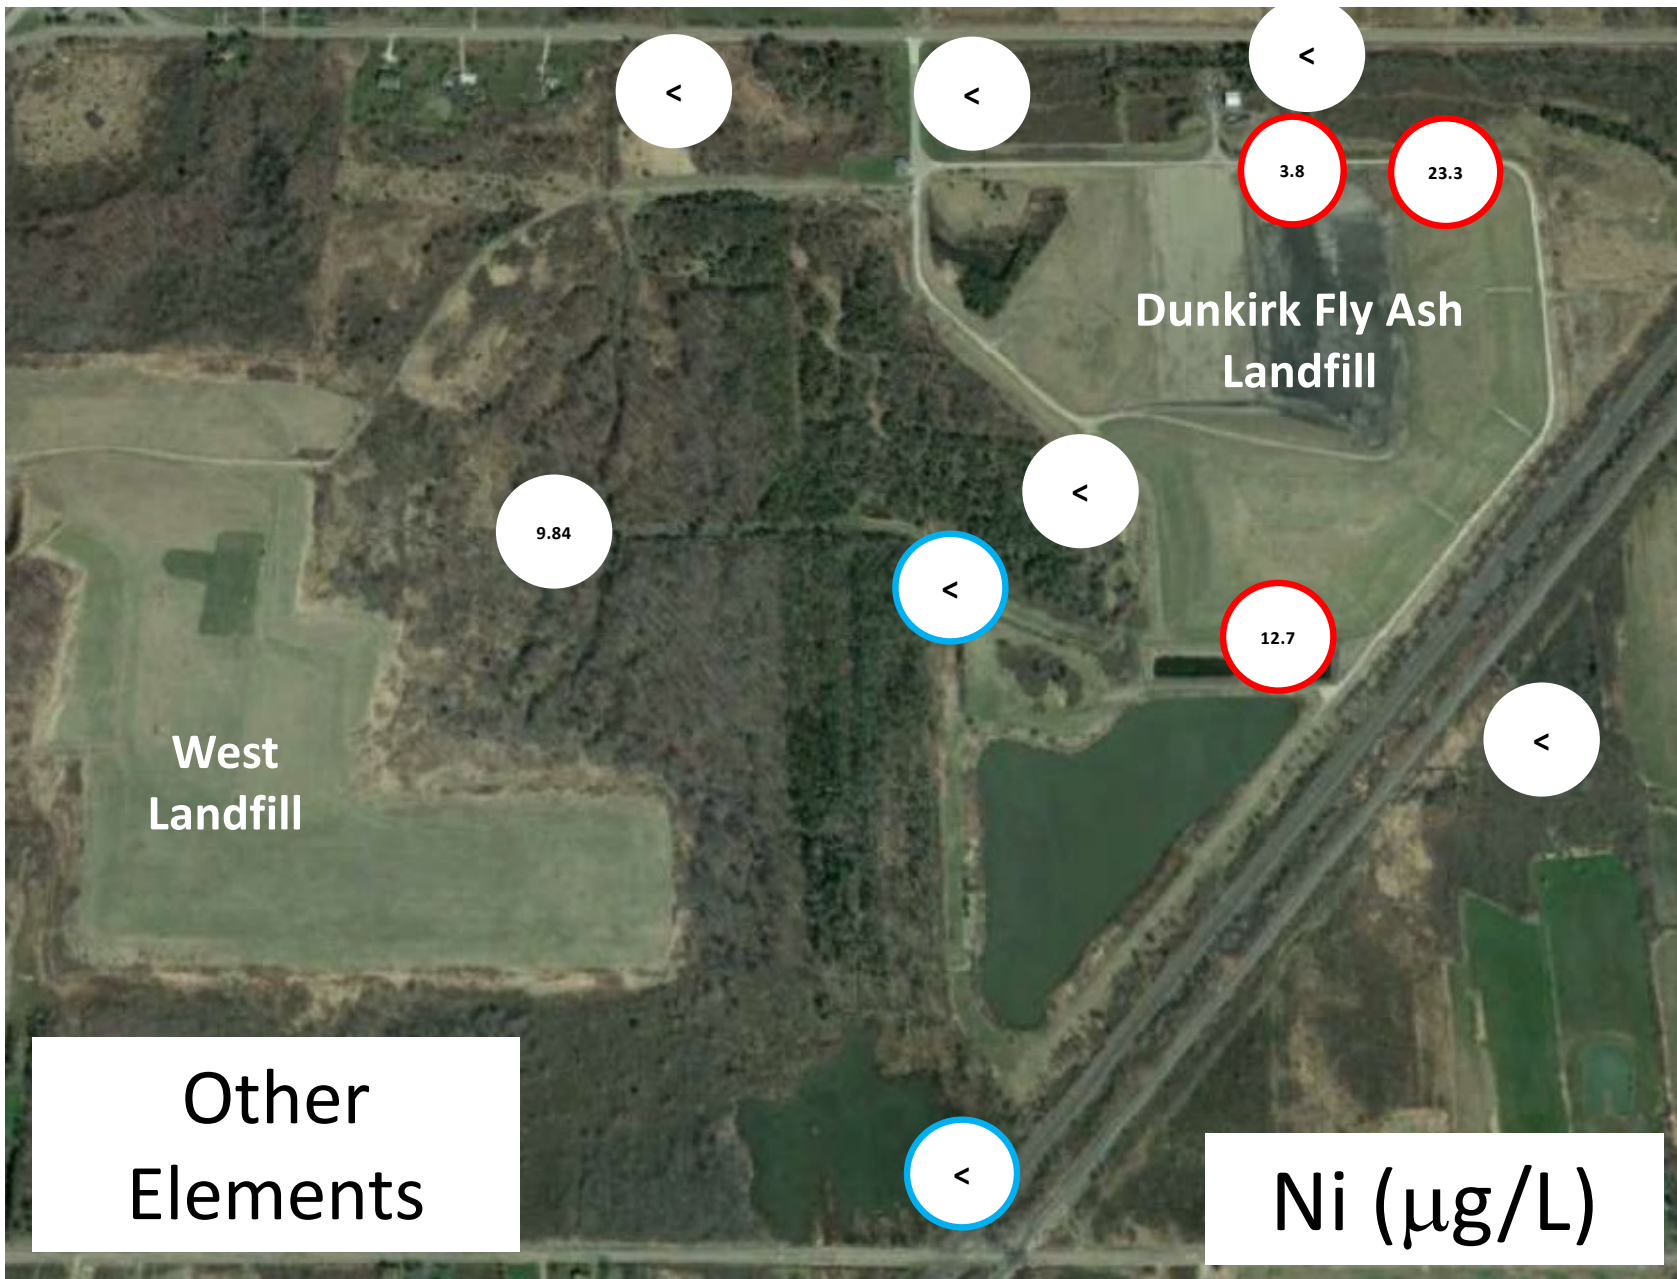 <
<
<
3.8
23.3
Dunkirk Fly Ash
Landfill
<
9.84
<
12.7
<
West
Landfill
Other
Elements
<
Ni (μg/L)